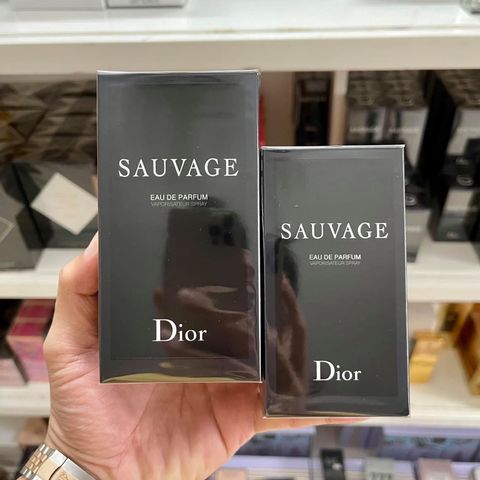 SAUVAGE
EAU DE PARFUM
VAPORISATEUR SPRAY
Dior
SAUVAGE
EAU DE PARFUM
VAPORISATEUR SPRAY
Dior